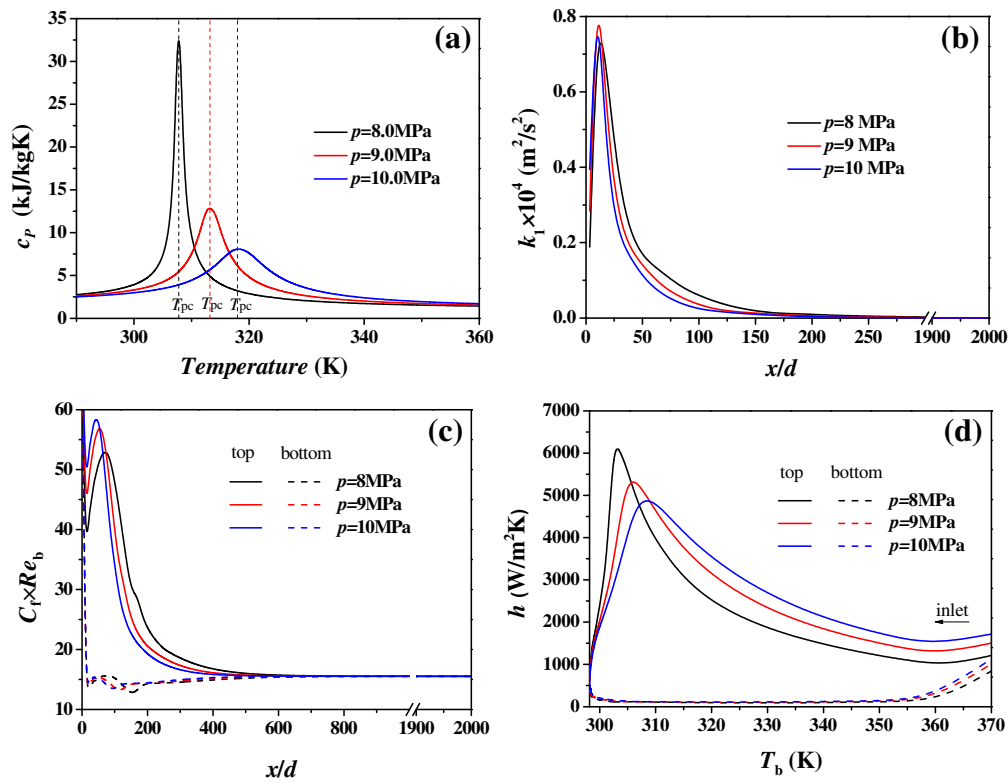 (a)
35
30
25
20
15
10
5
0
c_p (kJ/kgK)
p=8.0MPa
p=9.0MPa
p=10.0MPa
T_pc T_pc T_pc
300 320 340 360
Temperature (K)
(b)
0.8
0.6
0.4
0.2
0.0
k_1×10^4 (m^2/s^2)
p=8 MPa
p=9 MPa
p=10 MPa
0 50 100 150 200 250 1900 2000
x/d
(c)
60
50
40
30
20
10
C_f×Re_b
top bottom
p=8MPa
p=9MPa
p=10MPa
0 200 400 600 800 1900 2000
x/d
(d)
7000
6000
5000
4000
3000
2000
1000
0
h (W/m^2K)
top bottom
p=8MPa
p=9MPa
p=10MPa
inlet
300 310 320 330 340 350 360 370
T_b (K)